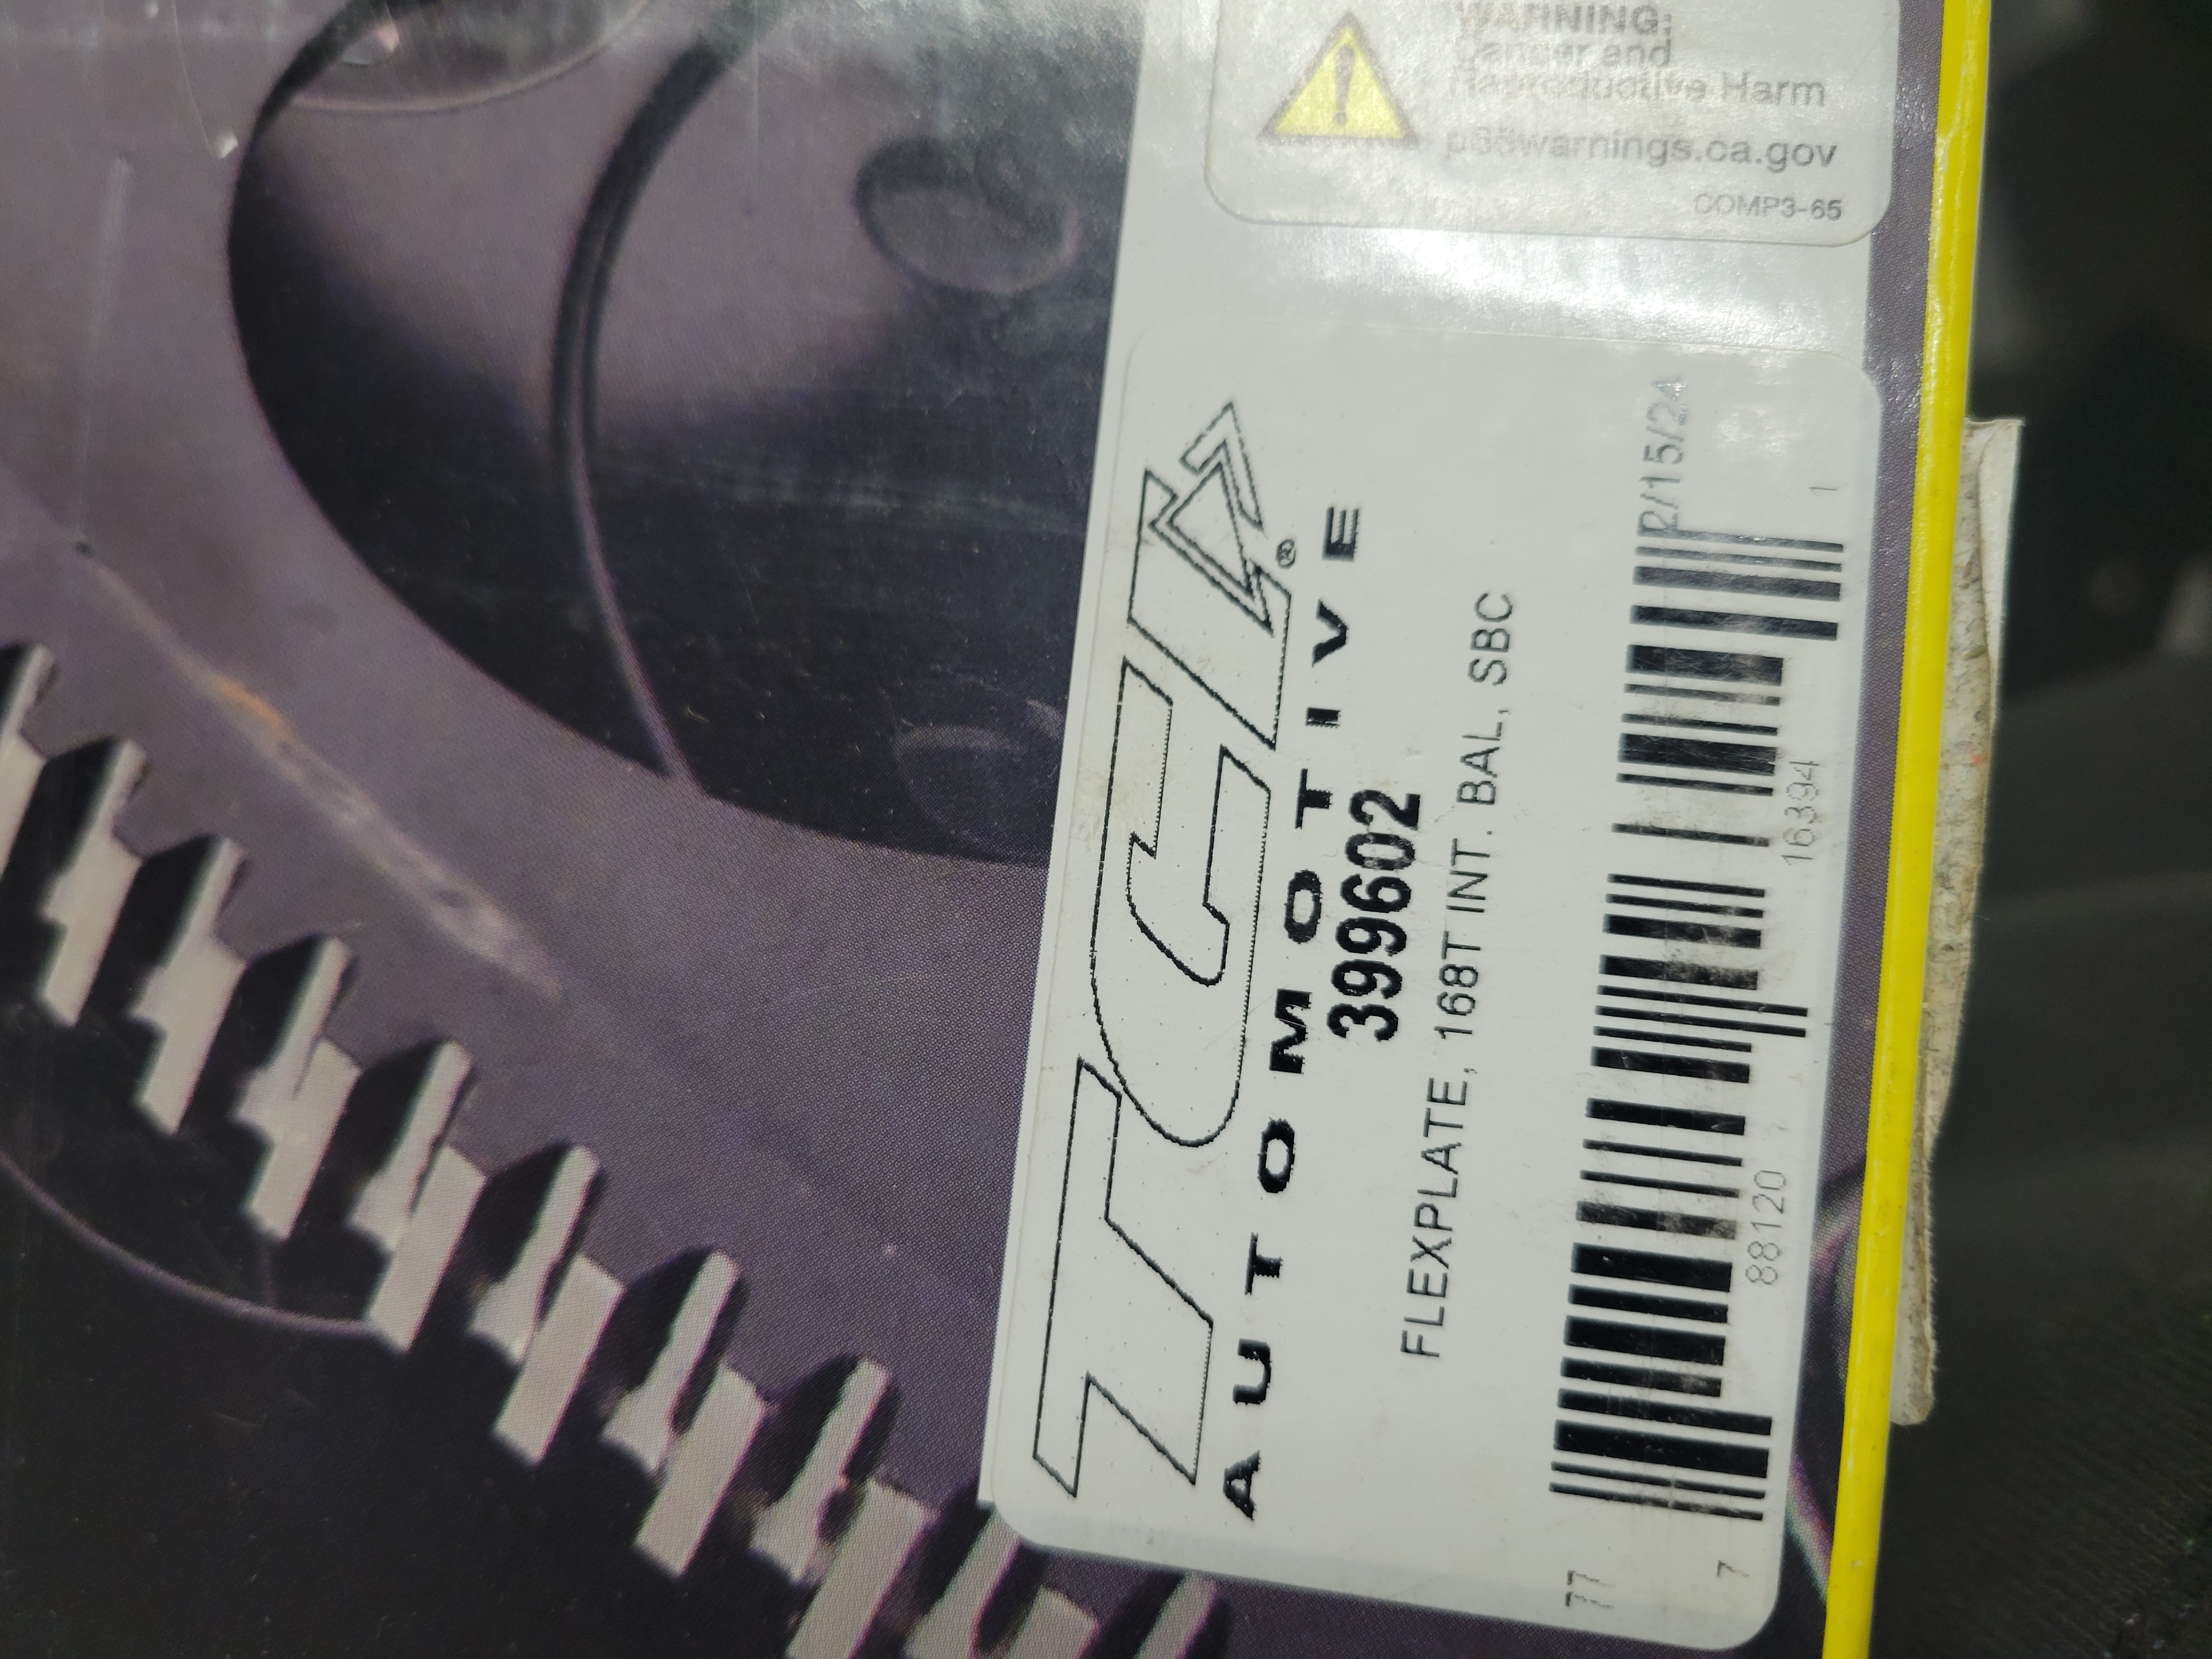 WARNING:
Cancer and
Reproductive Harm
p65warnings.ca.gov
COMP3-65
TCI®
AUTOMOTIVE
399602
FLEXPLATE, 168T INT. BAL, SBC
77
2/15/24
7 88120 16394 1